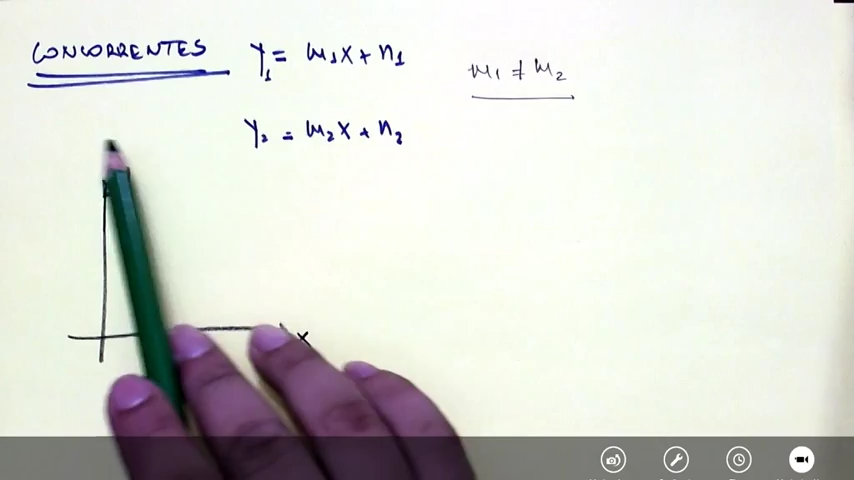 CONCORRENTES
y₁ = m₁x + n₁
m₁ ≠ m₂
y₂ = m₂x + n₂
x